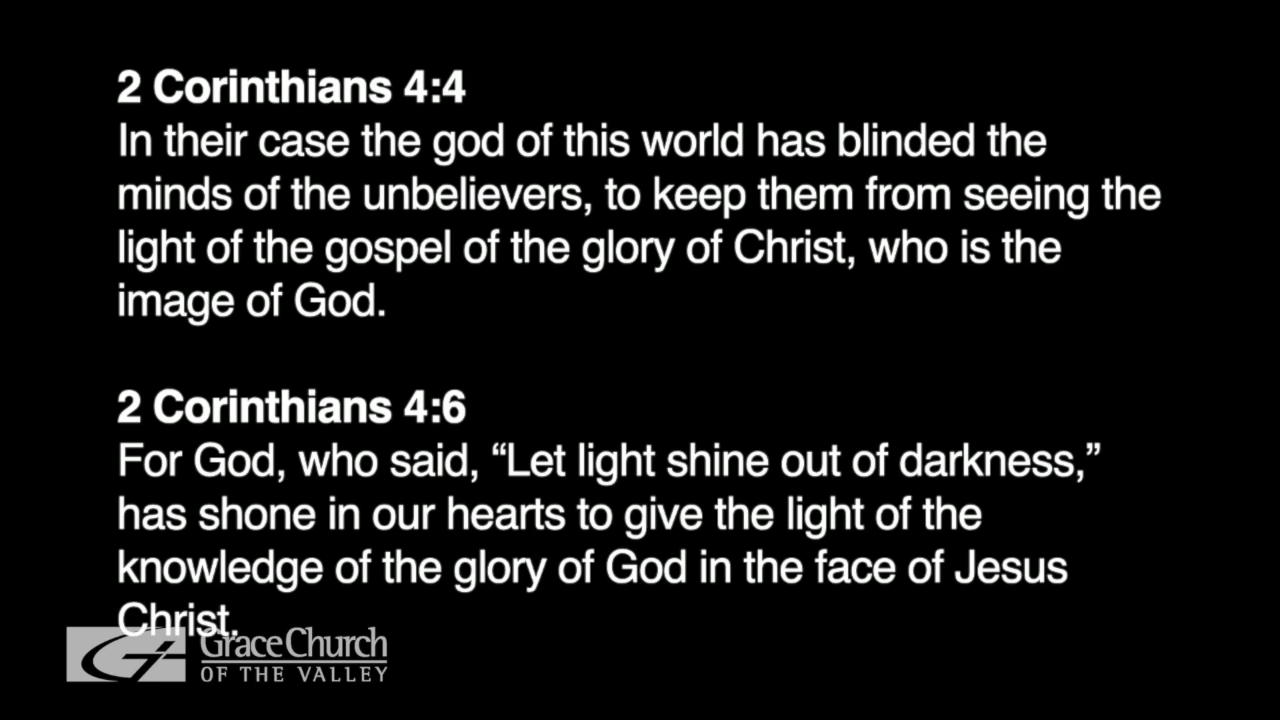 2 Corinthians 4:4
In their case the god of this world has blinded the
minds of the unbelievers, to keep them from seeing the
light of the gospel of the glory of Christ, who is the
image of God.
2 Corinthians 4:6
For God, who said, “Let light shine out of darkness,”
has shone in our hearts to give the light of the
knowledge of the glory of God in the face of Jesus
Christ.
Grace Church
OF THE VALLEY